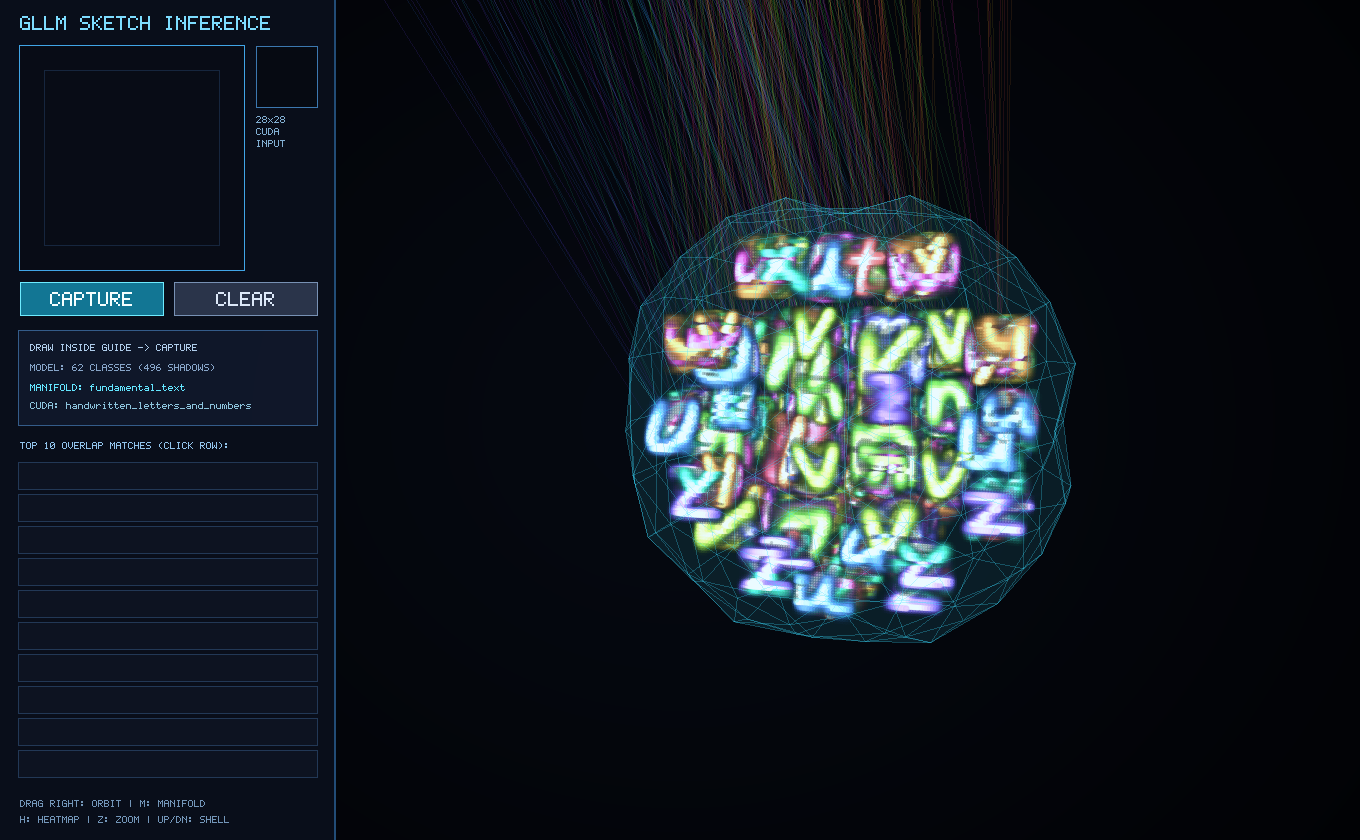 GLLM SKETCH INFERENCE
28x28
CUDA
INPUT
CAPTURE CLEAR
DRAW INSIDE GUIDE -> CAPTURE
MODEL: 62 CLASSES (496 SHADOWS)
MANIFOLD: fundamental_text
CUDA: handwritten_letters_and_numbers
TOP 10 OVERLAP MATCHES (CLICK ROW):
DRAG RIGHT: ORBIT | M: MANIFOLD
H: HEATMAP | Z: ZOOM | UP/DN: SHELL